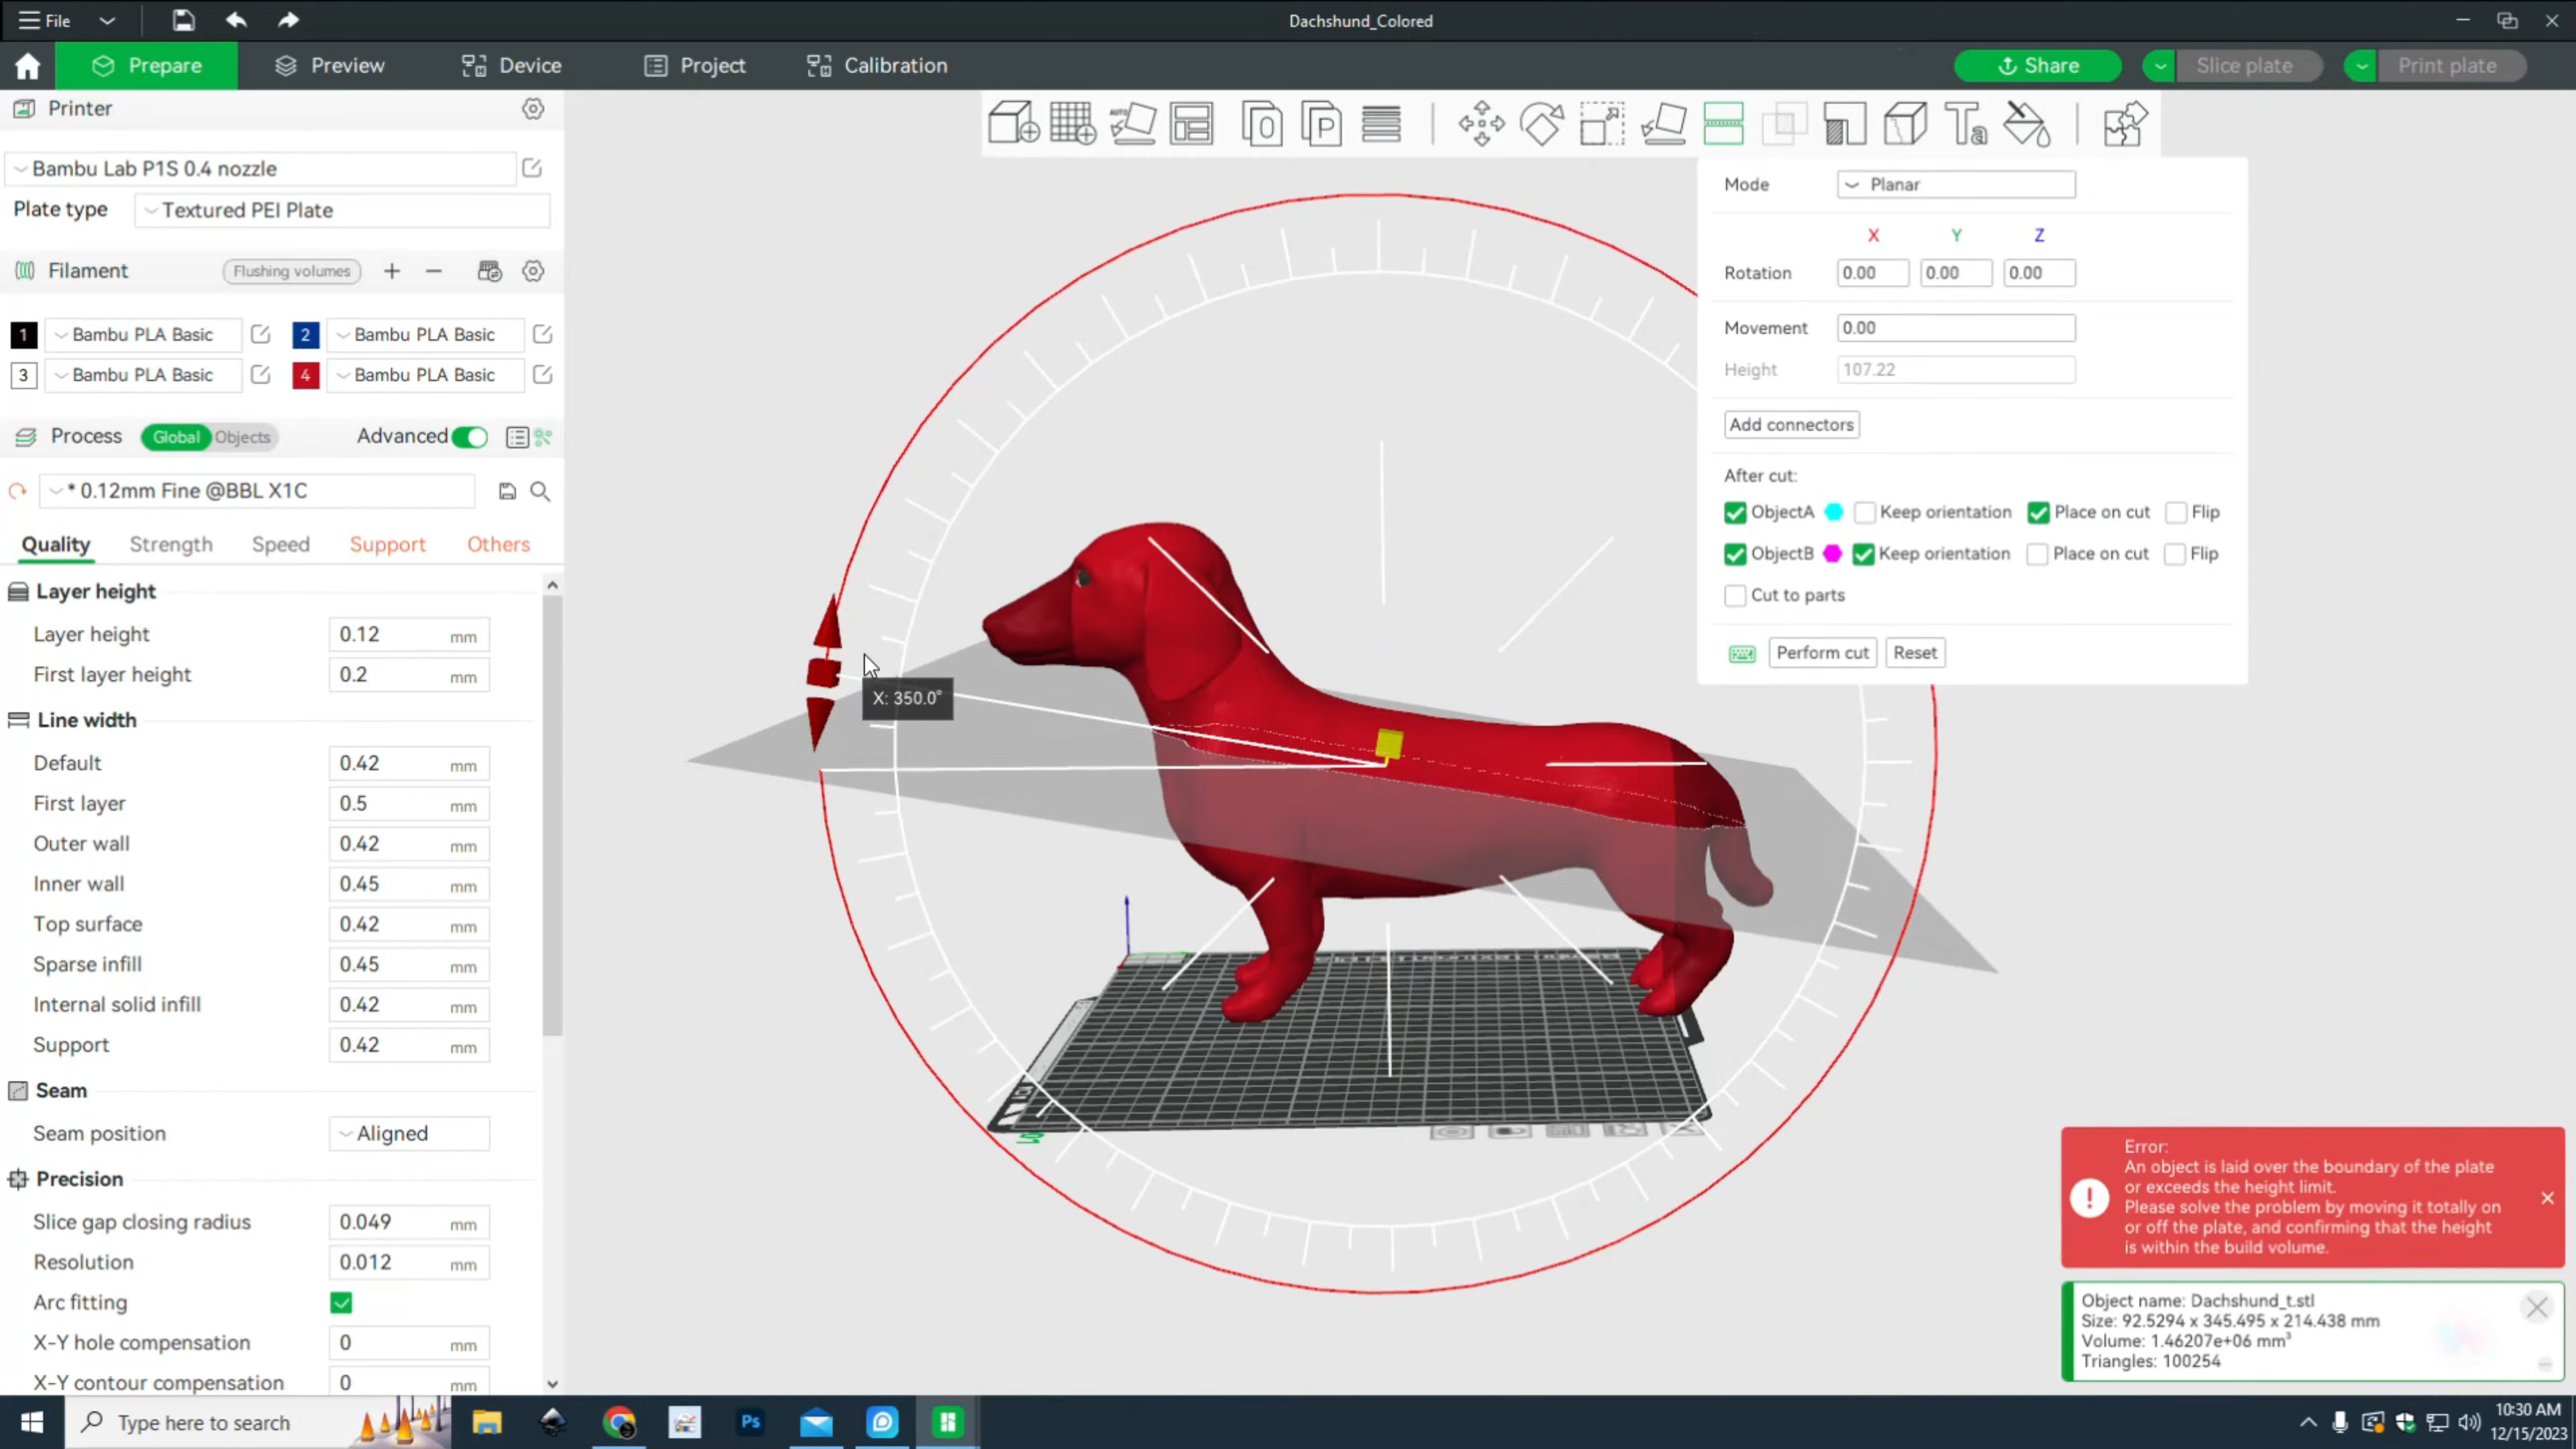 File
Dachshund_Colored
Prepare
Preview
Device
Project
Calibration
Share
Slice plate
Print plate
Printer
Bambu Lab P1S 0.4 nozzle
Plate type
Textured PEI Plate
Filament
Flushing volumes
1
Bambu PLA Basic
2
Bambu PLA Basic
3
Bambu PLA Basic
4
Bambu PLA Basic
Process
Global
Objects
Advanced
* 0.12mm Fine @BBL X1C
Quality
Strength
Speed
Support
Others
Layer height
Layer height
0.12 mm
First layer height
0.2 mm
Line width
Default
0.42 mm
First layer
0.5 mm
Outer wall
0.42 mm
Inner wall
0.45 mm
Top surface
0.42 mm
Sparse infill
0.45 mm
Internal solid infill
0.42 mm
Support
0.42 mm
Seam
Seam position
Aligned
Precision
Slice gap closing radius
0.049 mm
Resolution
0.012 mm
Arc fitting
X-Y hole compensation
0 mm
X-Y contour compensation
0 mm
AUTO
O
P
Ta
Mode
Planar
X Y Z
Rotation
0.00 0.00 0.00
Movement
0.00
Height
107.22
Add connectors
After cut:
ObjectA
Keep orientation
Place on cut
Flip
ObjectB
Keep orientation
Place on cut
Flip
Cut to parts
Perform cut
Reset
X: 350.0°
Error:
An object is laid over the boundary of the plate
or exceeds the height limit.
Please solve the problem by moving it totally on
or off the plate, and confirming that the height
is within the build volume.
Object name: Dachshund_t.stl
Size: 92.5294 x 345.495 x 214.438 mm
Volume: 1.46207e+06 mm³
Triangles: 100254
Type here to search
Ps
10:30 AM
12/15/2023